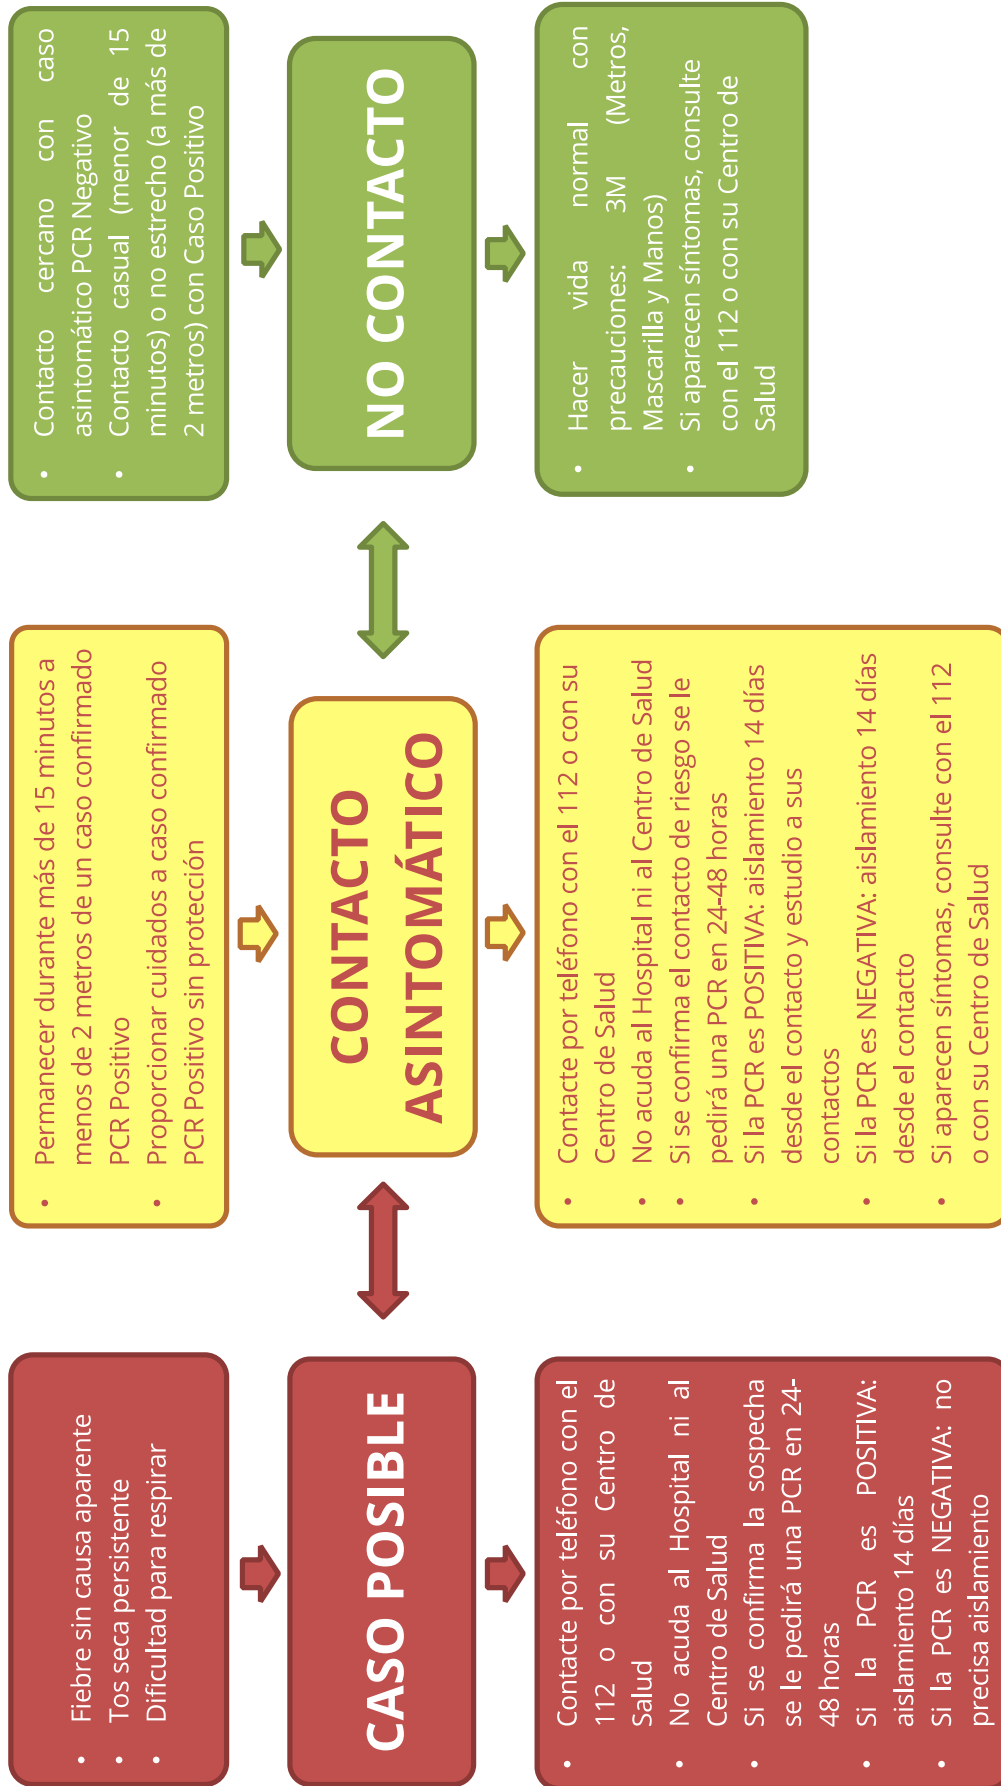 • Fiebre sin causa aparente
• Tos seca persistente
• Dificultad para respirar
CASO POSIBLE
• Contacte por teléfono con el
112 o con su Centro de
Salud
• No acuda al Hospital ni al
Centro de Salud
• Si se confirma la sospecha
se le pedirá una PCR en 24-
48 horas
• Si la PCR es POSITIVA:
aislamiento 14 días
• Si la PCR es NEGATIVA: no
precisa aislamiento
• Permanecer durante más de 15 minutos a
menos de 2 metros de un caso confirmado
PCR Positivo
• Proporcionar cuidados a caso confirmado
PCR Positivo sin protección
CONTACTO
ASINTOMÁTICO
• Contacte por teléfono con el 112 o con su
Centro de Salud
• No acuda al Hospital ni al Centro de Salud
• Si se confirma el contacto de riesgo se le
pedirá una PCR en 24-48 horas
• Si la PCR es POSITIVA: aislamiento 14 días
desde el contacto y estudio a sus
contactos
• Si la PCR es NEGATIVA: aislamiento 14 días
desde el contacto
• Si aparecen síntomas, consulte con el 112
o con su Centro de Salud
• Contacto cercano con caso
asintomático PCR Negativo
• Contacto casual (menor de 15
minutos) o no estrecho (a más de
2 metros) con Caso Positivo
NO CONTACTO
• Hacer vida normal con
precauciones: 3M (Metros,
Mascarilla y Manos)
• Si aparecen síntomas, consulte
con el 112 o con su Centro de
Salud